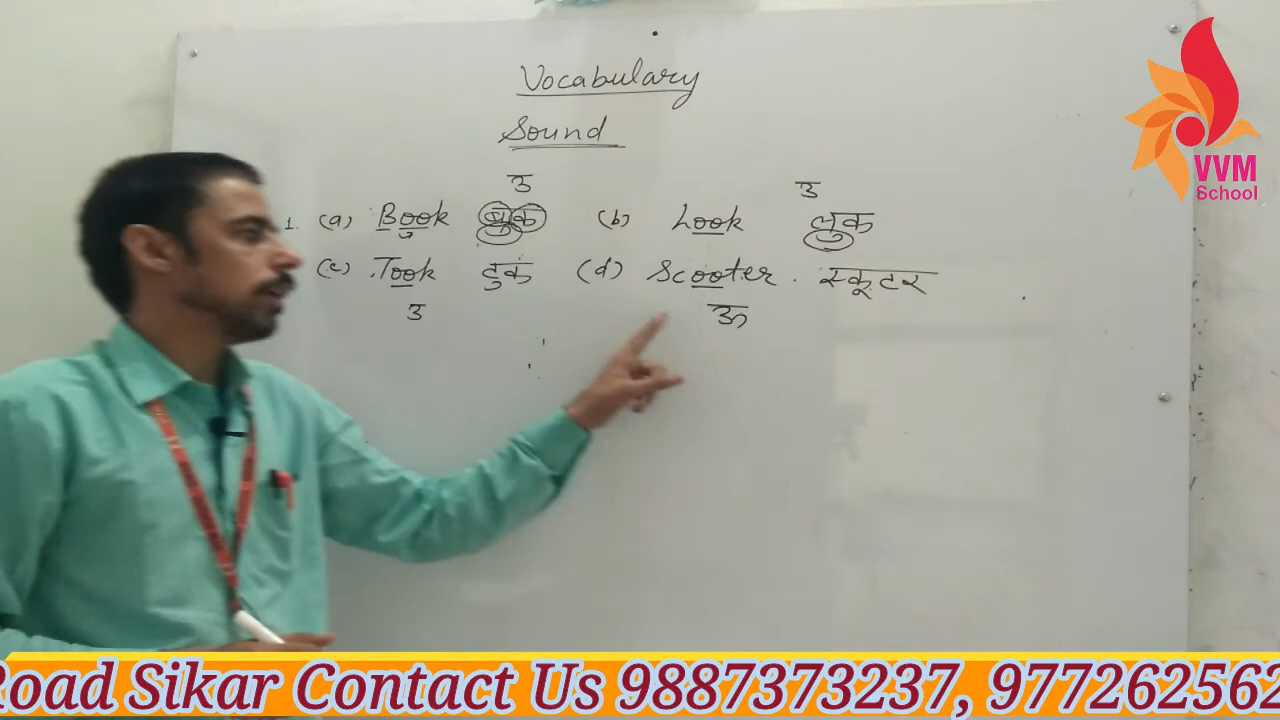 Vocabulary
Sound
उ उ
1. (a) Book बुक (b) Look लुक
(c) Took टुक (d) Scooter. स्कूटर
उ ऊ
VVM
School
Road Sikar Contact Us 9887373237, 977262562